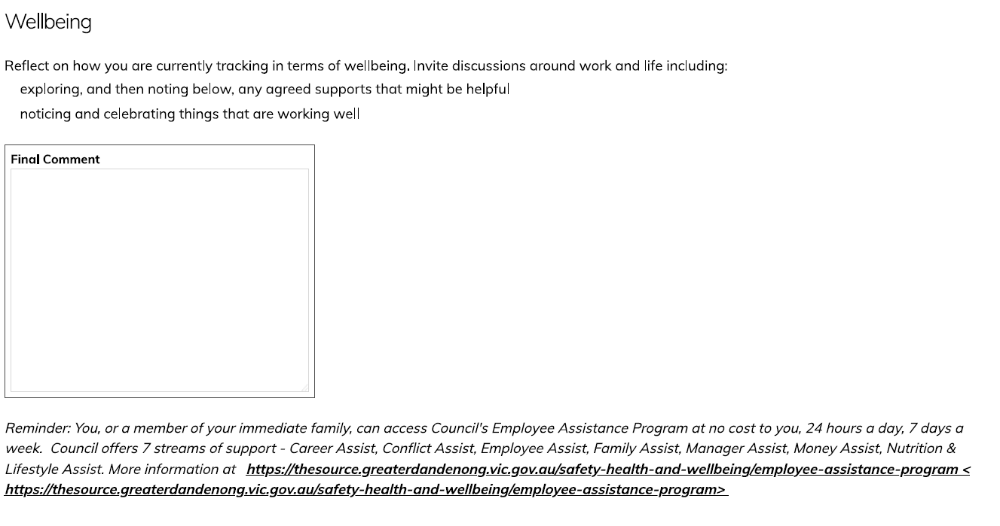 Wellbeing
Reflect on how you are currently tracking in terms of wellbeing. Invite discussions around work and life including:
exploring, and then noting below, any agreed supports that might be helpful
noticing and celebrating things that are working well
Final Comment
Reminder: You, or a member of your immediate family, can access Council's Employee Assistance Program at no cost to you, 24 hours a day, 7 days a
week.  Council offers 7 streams of support - Career Assist, Conflict Assist, Employee Assist, Family Assist, Manager Assist, Money Assist, Nutrition &
Lifestyle Assist. More information at   https://thesource.greaterdandenong.vic.gov.au/safety-health-and-wellbeing/employee-assistance-program <
https://thesource.greaterdandenong.vic.gov.au/safety-health-and-wellbeing/employee-assistance-program>